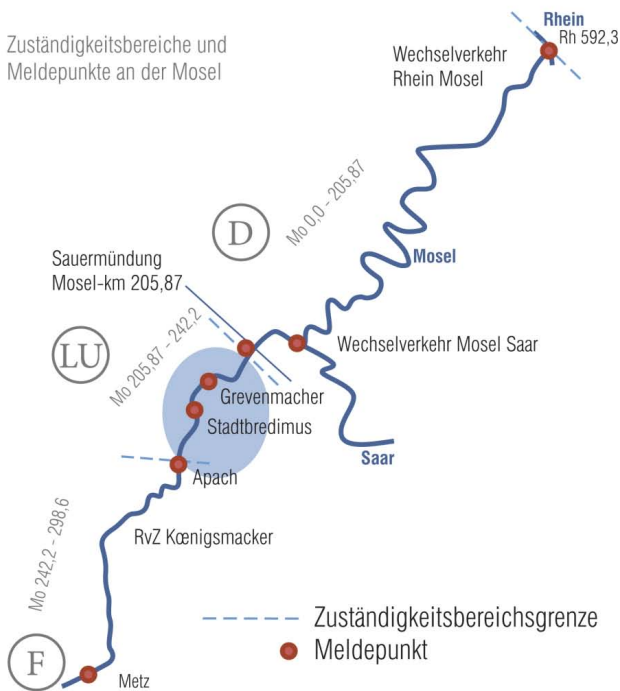 Zuständigkeitsbereiche und
Meldepunkte an der Mosel
Rhein
Rh 592,3
Wechselverkehr
Rhein Mosel
Mo 0,0 - 205,87
D
Mosel
Sauermündung
Mosel-km 205,87
Mo 205,87 - 242,2
LU
Wechselverkehr Mosel Saar
Grevenmacher
Stadtbredimus
Saar
Apach
Mo 242,2 - 298,6
RvZ Kœnigsmacker
Zuständigkeitsbereichsgrenze
Meldepunkt
F
Metz